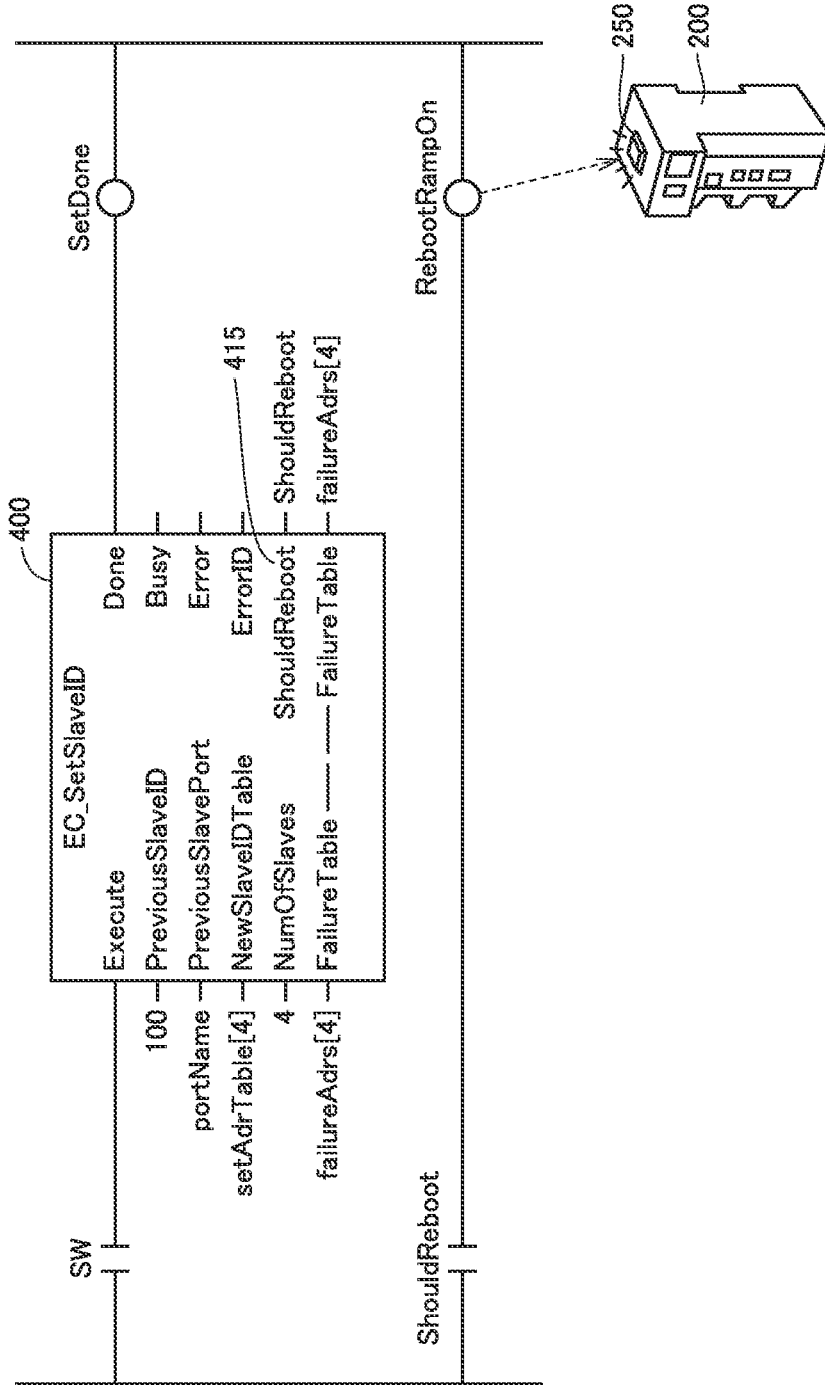 400
EC_SetSlaveID
SW
Execute
Done
SetDone
100
PreviousSlaveID
Busy
portName
PreviousSlavePort
Error
setAdrTable[4]
NewSlaveIDTable
ErrorID
415
4
NumOfSlaves
ShouldReboot
ShouldReboot
failureAdrs[4]
FailureTable
FailureTable
failureAdrs[4]
ShouldReboot
RebootRampOn
250
200